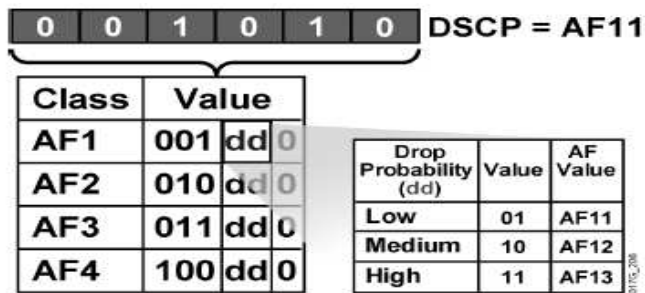 0 0 1 0 1 0 DSCP = AF11
Class Value
AF1 001 dd 0
AF2 010 dd 0
AF3 011 dd 0
AF4 100 dd 0
Drop Probability (dd) Value AF Value
Low 01 AF11
Medium 10 AF12
High 11 AF13
017G_206